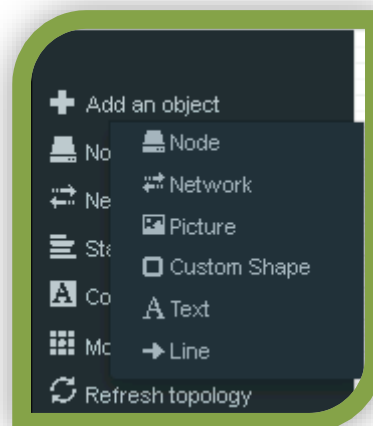 Add an object
Node
Network
Picture
Custom Shape
Text
Line
No
Ne
Sta
Co
Mo
Refresh topology